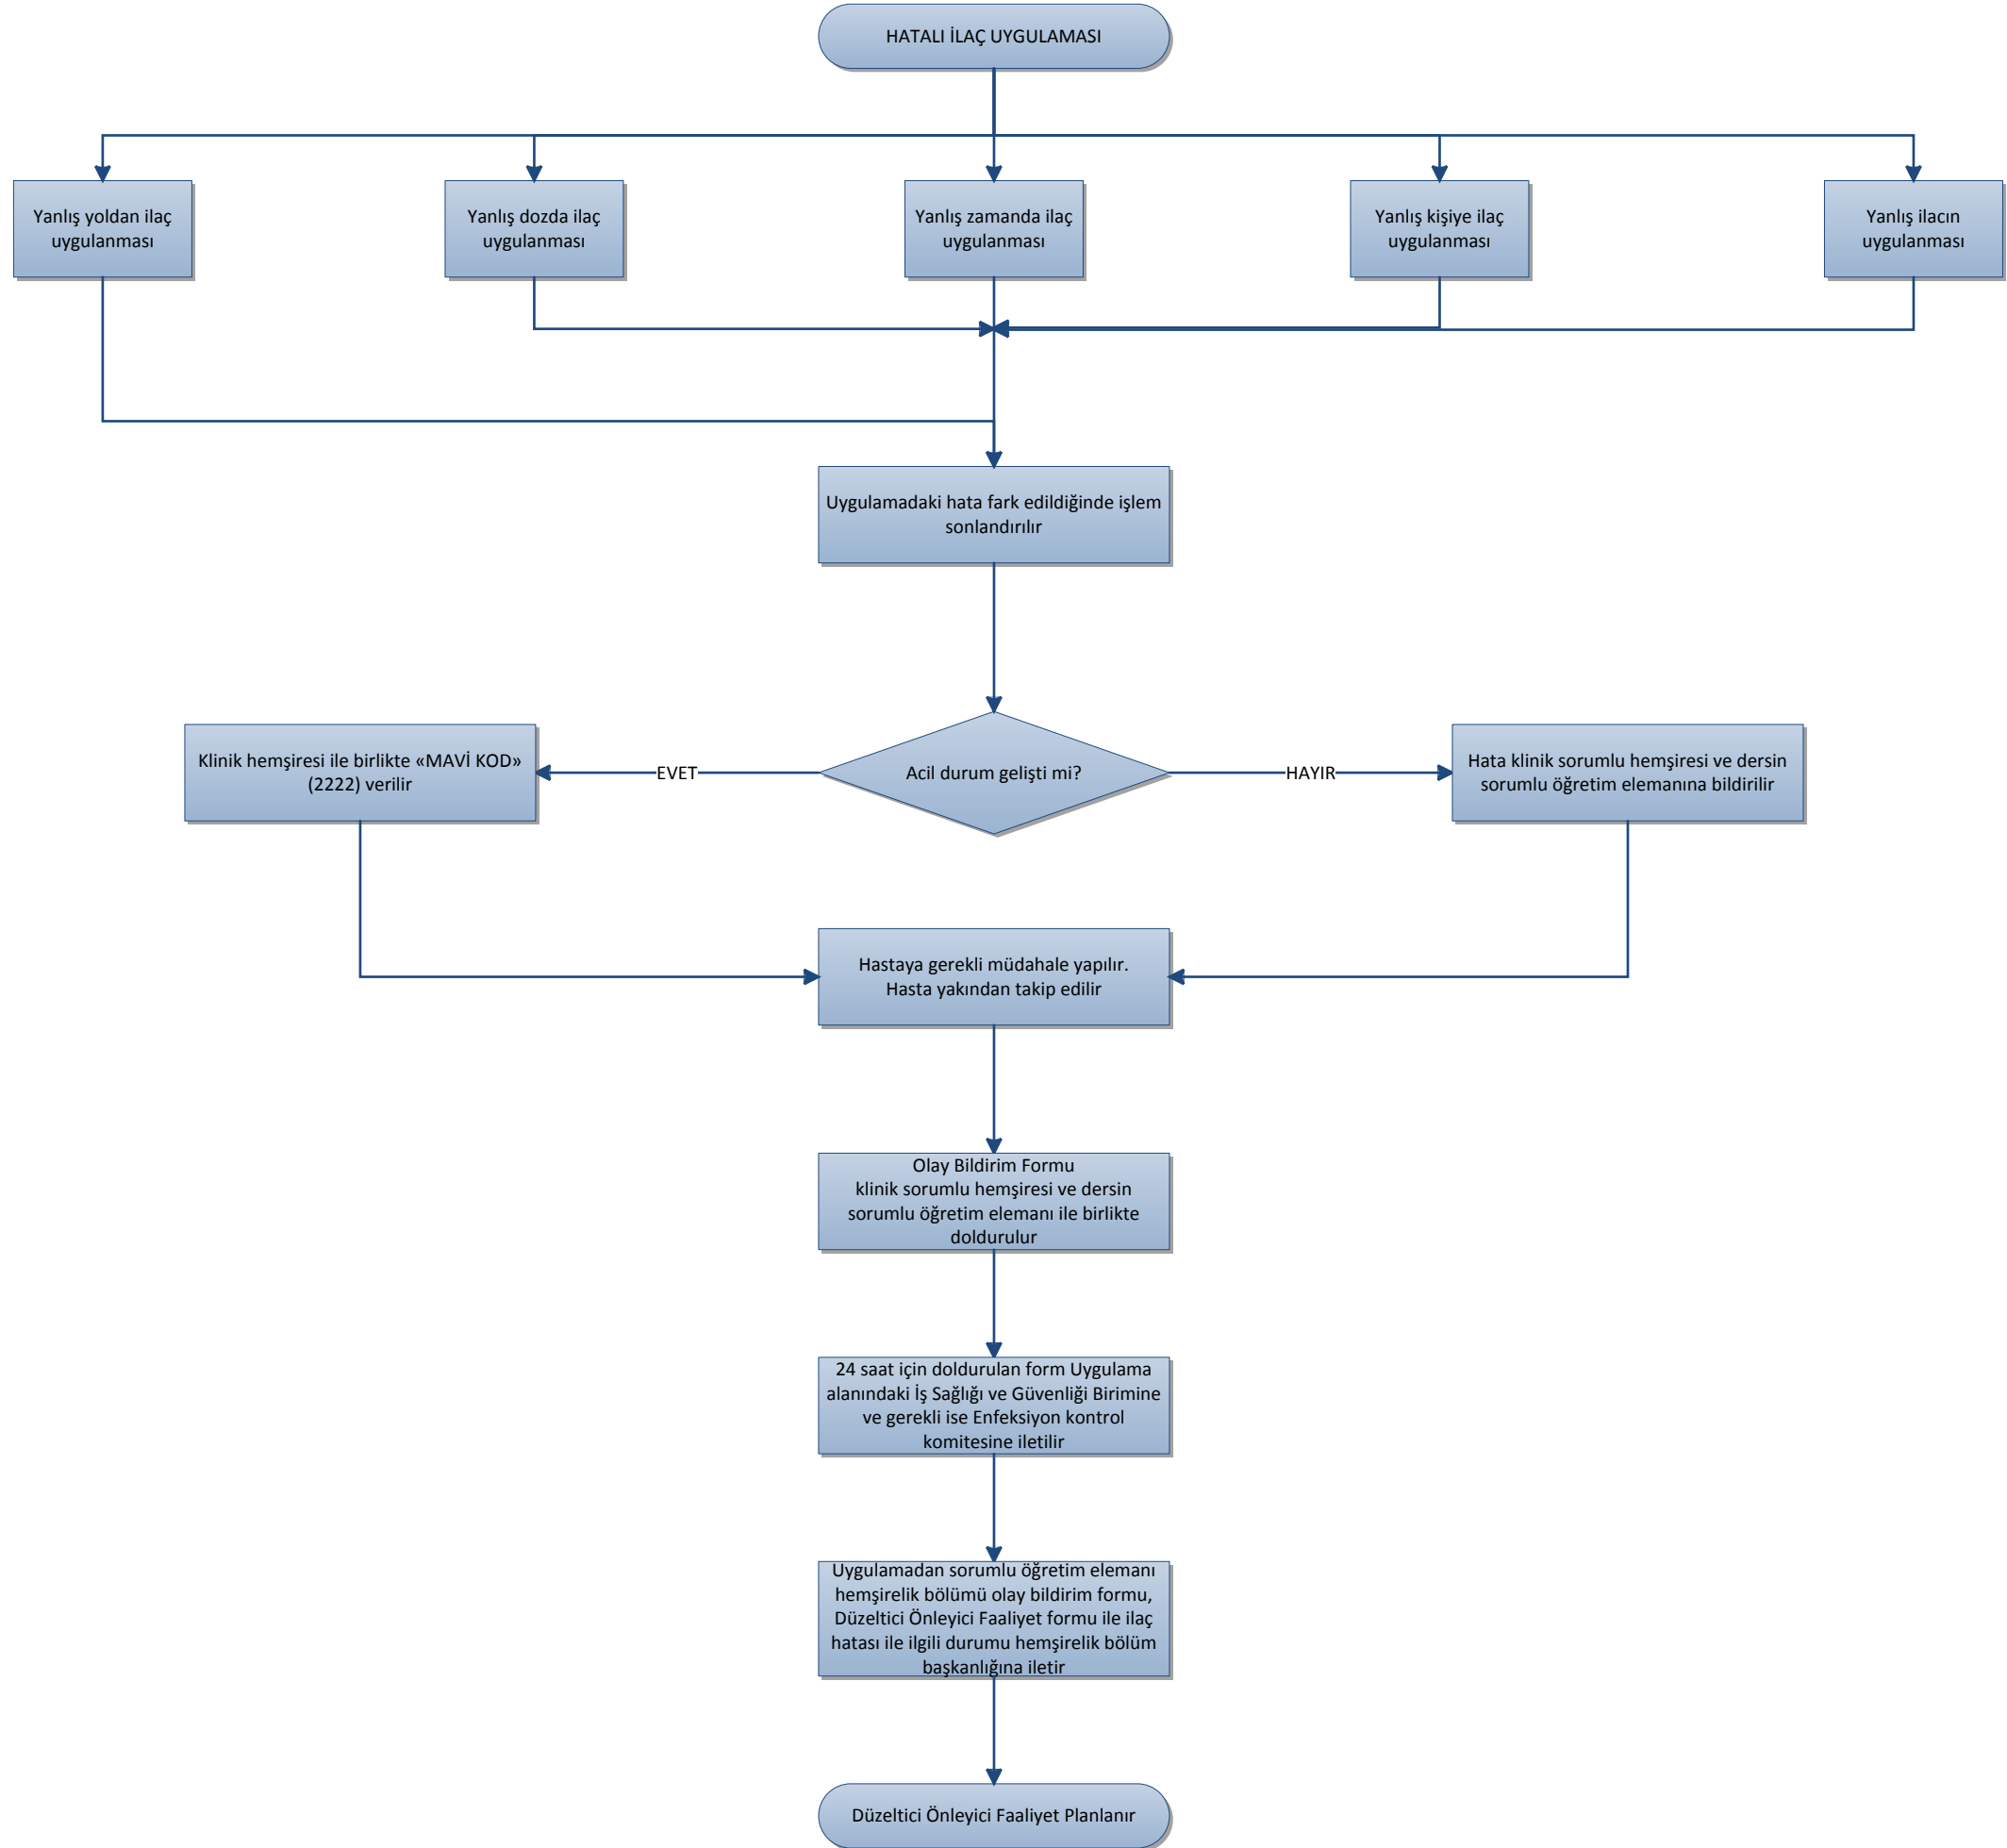 HATALI İLAÇ UYGULAMASI
Yanlış yoldan ilaç
uygulanması
Yanlış dozda ilaç
uygulanması
Yanlış zamanda ilaç
uygulanması
Yanlış kişiye ilaç
uygulanması
Yanlış ilacın
uygulanması
Uygulamadaki hata fark edildiğinde işlem
sonlandırılır
Klinik hemşiresi ile birlikte «MAVİ KOD»
(2222) verilir
EVET
Acil durum gelişti mi?
HAYIR
Hata klinik sorumlu hemşiresi ve dersin
sorumlu öğretim elemanına bildirilir
Hastaya gerekli müdahale yapılır.
Hasta yakından takip edilir
Olay Bildirim Formu
klinik sorumlu hemşiresi ve dersin
sorumlu öğretim elemanı ile birlikte
doldurulur
24 saat için doldurulan form Uygulama
alanındaki İş Sağlığı ve Güvenliği Birimine
ve gerekli ise Enfeksiyon kontrol
komitesine iletilir
Uygulamadan sorumlu öğretim elemanı
hemşirelik bölümü olay bildirim formu,
Düzeltici Önleyici Faaliyet formu ile ilaç
hatası ile ilgili durumu hemşirelik bölüm
başkanlığına iletir
Düzeltici Önleyici Faaliyet Planlanır